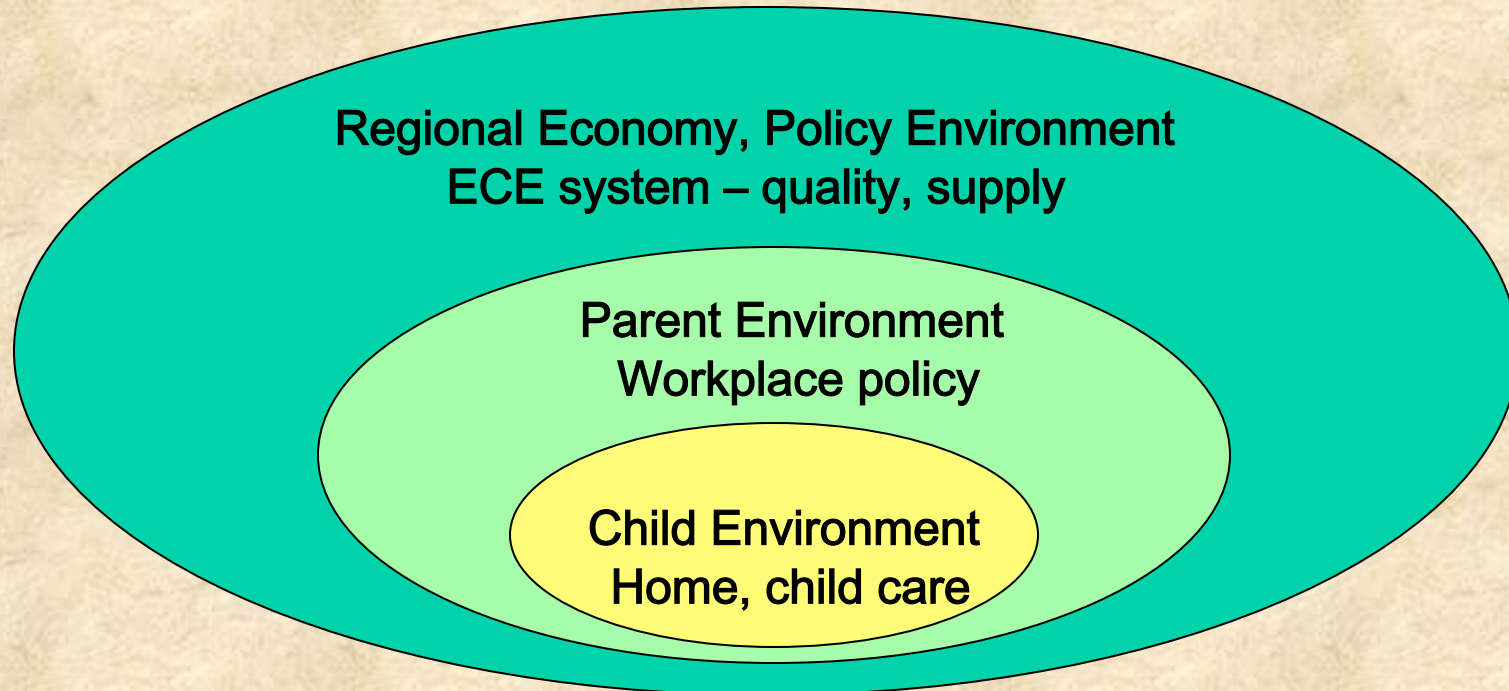 Regional Economy, Policy Environment
ECE system – quality, supply
Parent Environment
Workplace policy
Child Environment
Home, child care